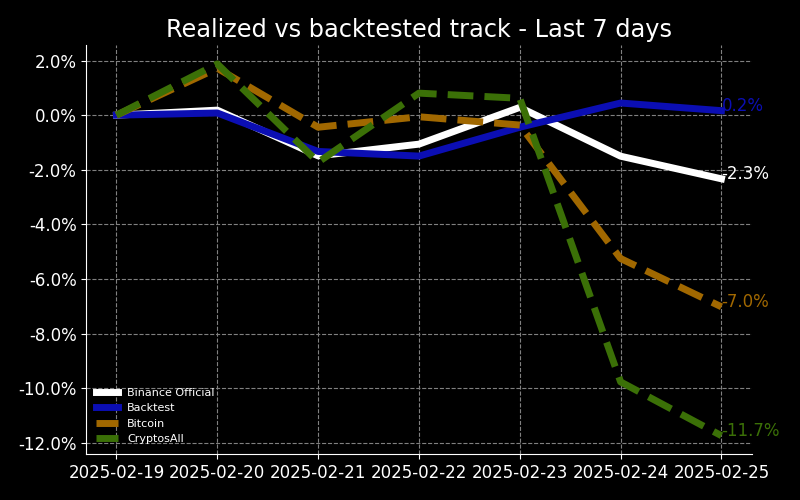 Realized vs backtested track - Last 7 days
2.0%
0.0%
-2.0%
-4.0%
-6.0%
-8.0%
-10.0%
-12.0%
0.2%
-2.3%
-7.0%
-11.7%
Binance Official
Backtest
Bitcoin
CryptosAll
2025-02-19 2025-02-20 2025-02-21 2025-02-22 2025-02-23 2025-02-24 2025-02-25